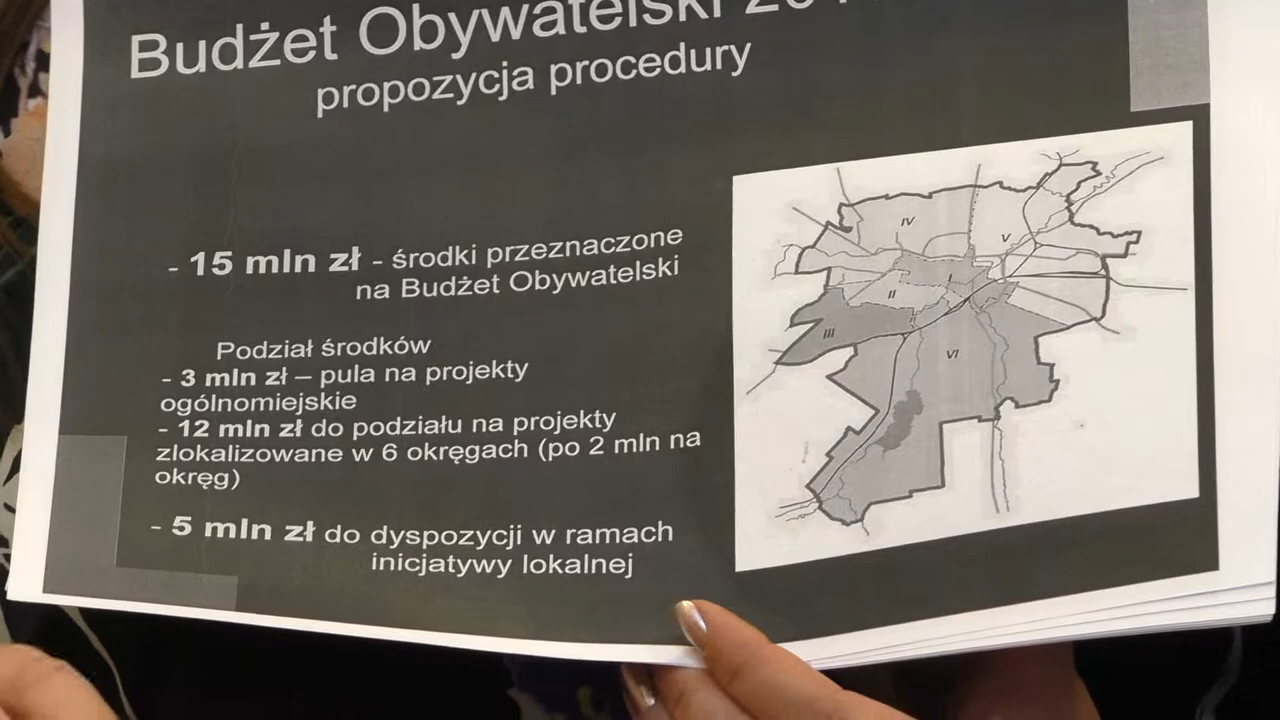 Budżet Obywatelski
propozycja procedury
- 15 mln zł - środki przeznaczone
na Budżet Obywatelski
Podział środków
- 3 mln zł – pula na projekty
ogólnomiejskie
- 12 mln zł do podziału na projekty
zlokalizowane w 6 okręgach (po 2 mln na
okręg)
- 5 mln zł do dyspozycji w ramach
inicjatywy lokalnej
IV
V
I
II
III
VI